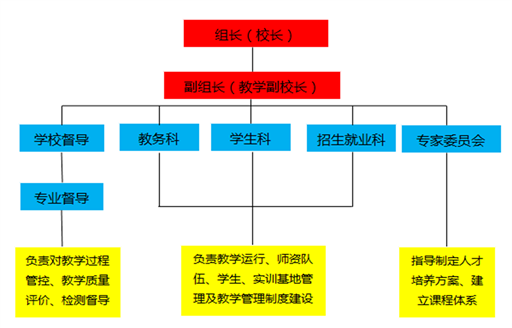 组长（校长）
副组长（教学副校长）
学校督导
教务科
学生科
招生就业科
专家委员会
专业督导
负责对教学过程
管控、教学质量
评价、检测督导
负责教学运行、师资队
伍、学生、实训基地管
理及教学管理制度建设
指导制定人才
培养方案、建
立课程体系